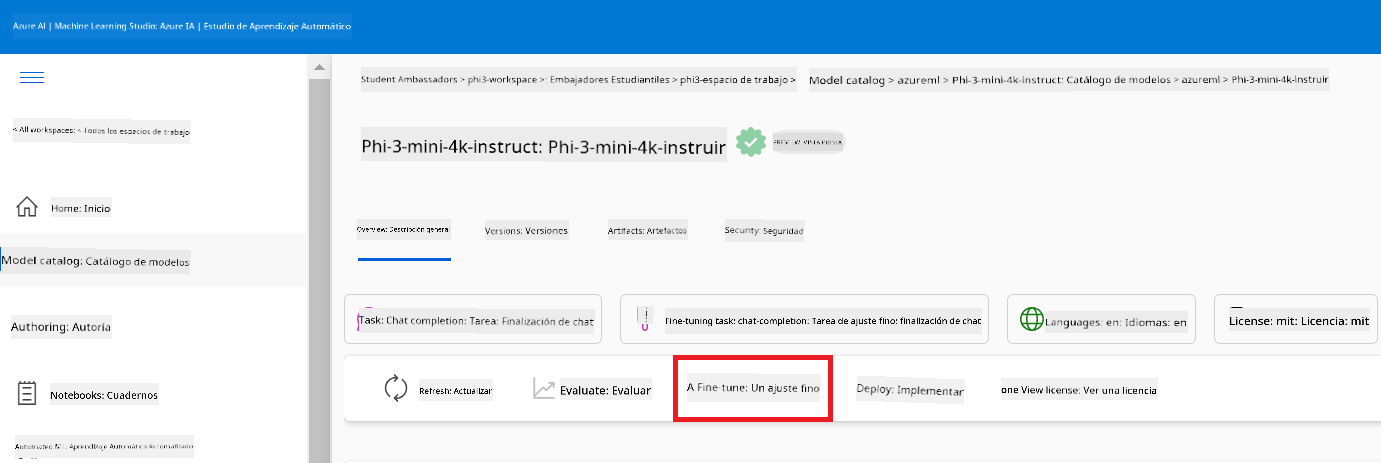 Azure AI | Machine Learning Studio: Azure IA | Estudio de Aprendizaje Automático
Student Ambassadors > phi3-workspace >: Embajadores Estudiantiles > phi3-espacio de trabajo >
Model catalog > azureml > Phi-3-mini-4k-instruct: Catálogo de modelos > azureml > Phi-3-mini-4k-instruir
< All workspaces: < Todos los espacios de trabajo
Phi-3-mini-4k-instruct: Phi-3-mini-4k-instruir
Home: Inicio
Overview: Descripción general
Versions: Versiones
Artifacts: Artefactos
Security: Seguridad
Model catalog: Catálogo de modelos
Task: Chat completion: Tarea: Finalización de chat
Fine-tuning task: chat-completion: Tarea de ajuste fino: finalización de chat
Languages: en: Idiomas: en
License: mit: Licencia: mit
Authoring: Autoría
Refresh: Actualizar
Evaluate: Evaluar
A Fine-tune: Un ajuste fino
Deploy: Implementar
one View license: Ver una licencia
Notebooks: Cuadernos
Automated ML: Aprendizaje Automático Automatizado